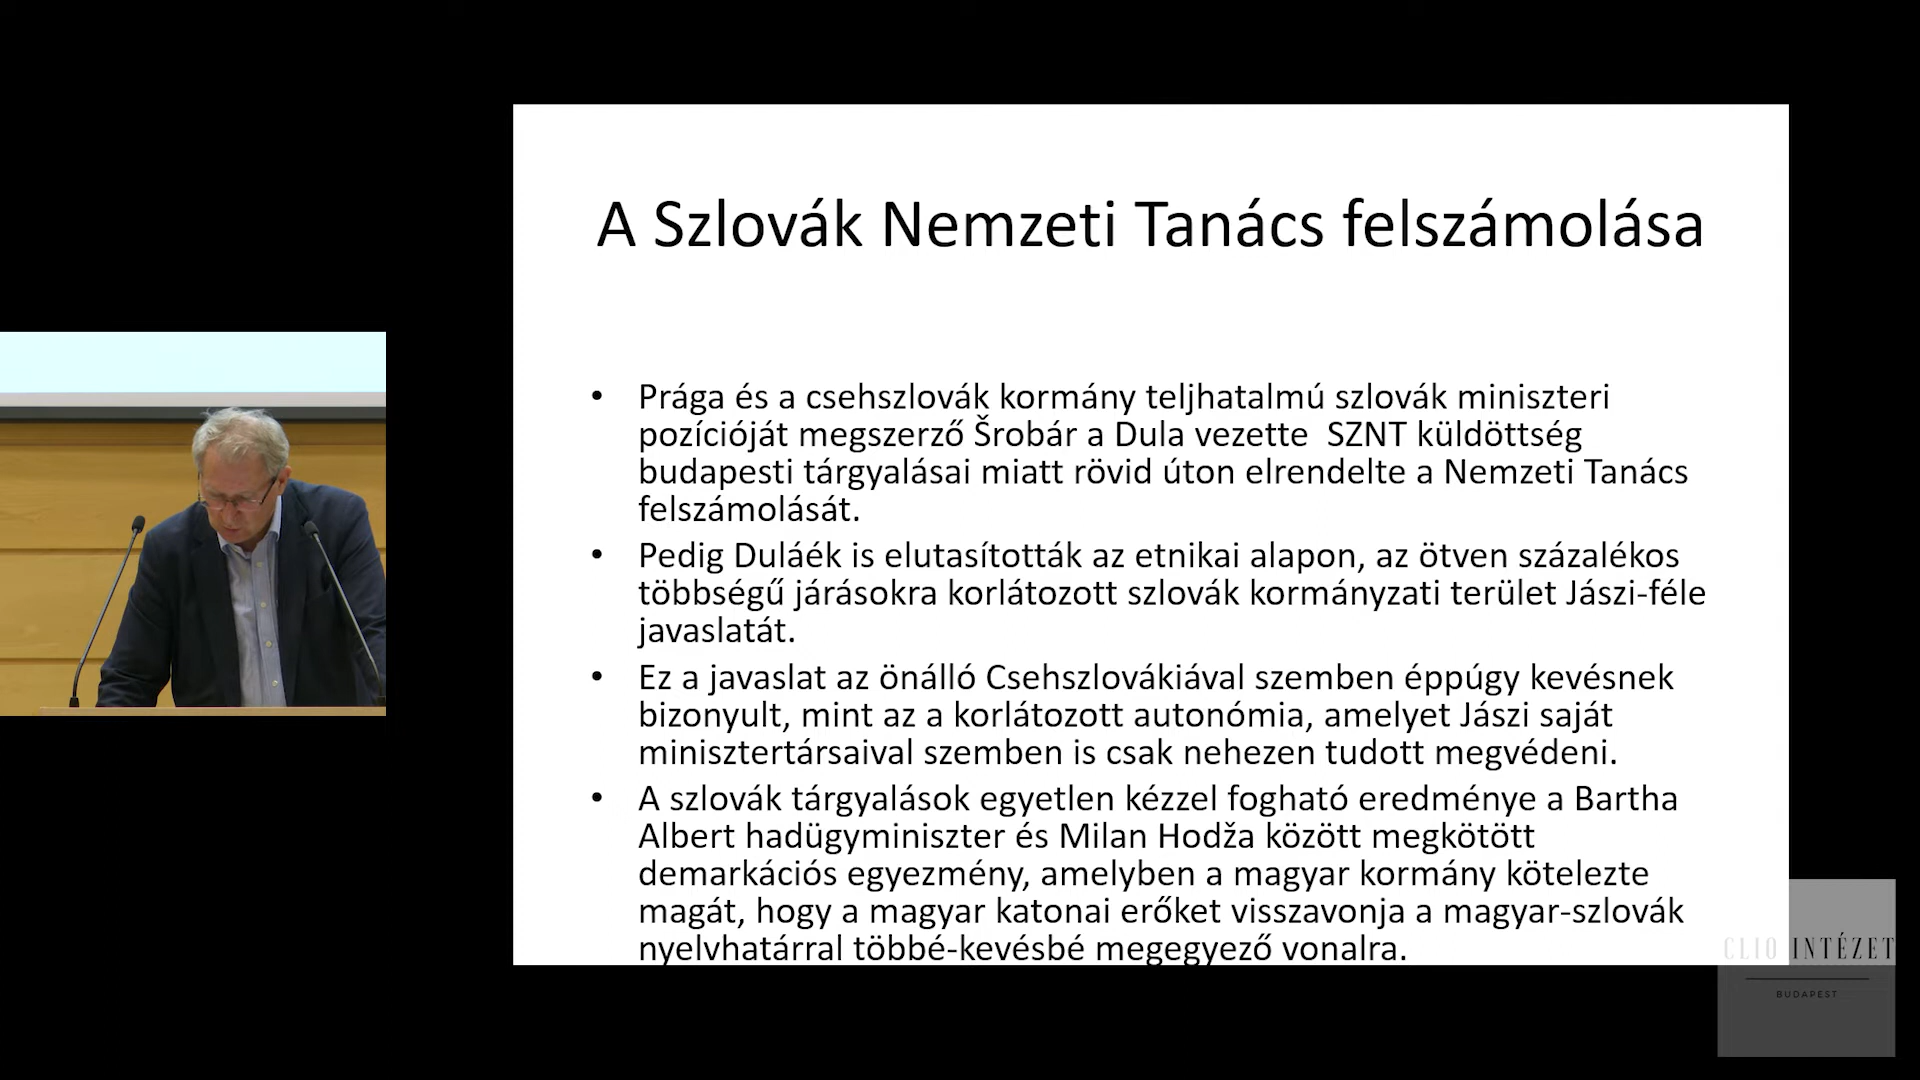 A Szlovák Nemzeti Tanács felszámolása
• Prága és a csehszlovák kormány teljhatalmú szlovák miniszteri
pozícióját megszerző Šrobár a Dula vezette  SZNT küldöttség
budapesti tárgyalásai miatt rövid úton elrendelte a Nemzeti Tanács
felszámolását.
• Pedig Duláék is elutasították az etnikai alapon, az ötven százalékos
többségű járásokra korlátozott szlovák kormányzati terület Jászi-féle
javaslatát.
• Ez a javaslat az önálló Csehszlovákiával szemben éppúgy kevésnek
bizonyult, mint az a korlátozott autonómia, amelyet Jászi saját
minisztertársaival szemben is csak nehezen tudott megvédeni.
• A szlovák tárgyalások egyetlen kézzel fogható eredménye a Bartha
Albert hadügyminiszter és Milan Hodža között megkötött
demarkációs egyezmény, amelyben a magyar kormány kötelezte
magát, hogy a magyar katonai erőket visszavonja a magyar-szlovák
nyelvhatárral többé-kevésbé megegyező vonalra.
CLIO INTÉZET
BUDAPEST